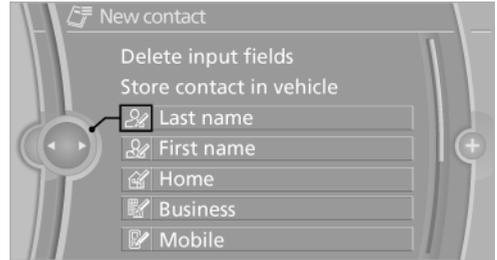 New contact
Delete input fields
Store contact in vehicle
Last name
First name
Home
Business
Mobile